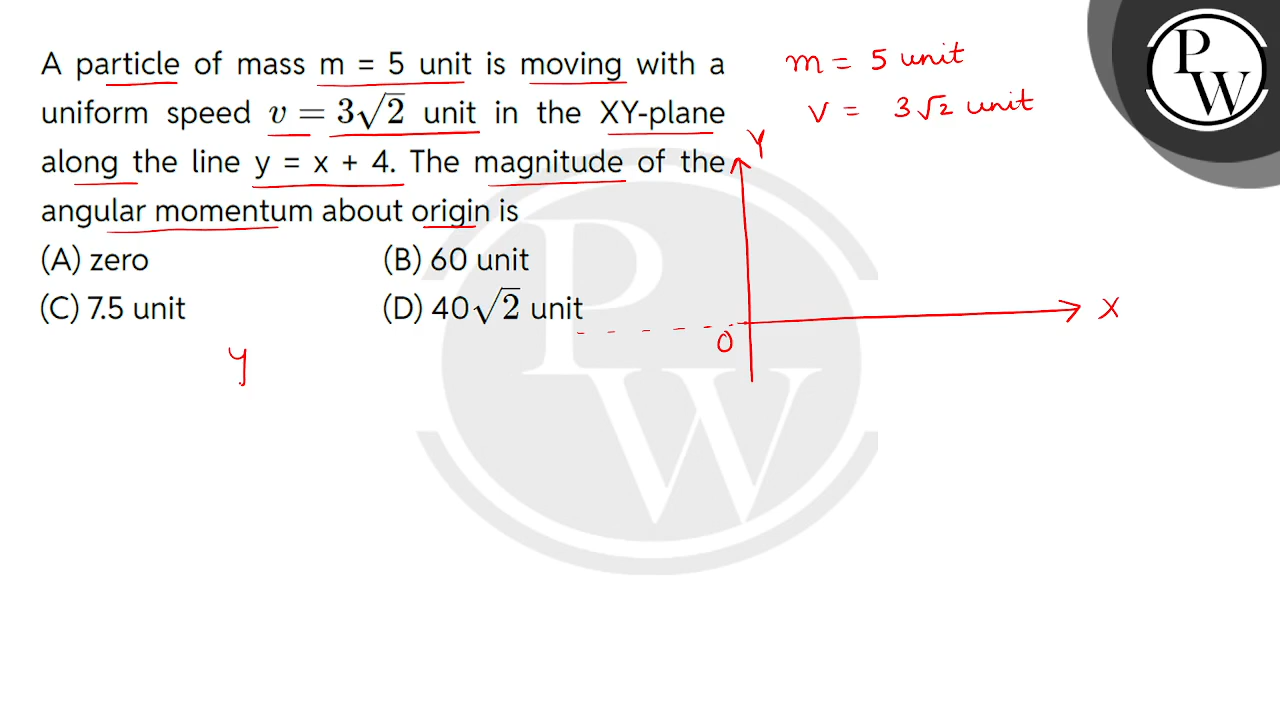 A particle of mass m = 5 unit is moving with a
uniform speed v = 3√2 unit in the XY-plane
along the line y = x + 4. The magnitude of the
angular momentum about origin is
(A) zero (B) 60 unit
(C) 7.5 unit (D) 40√2 unit
y
m = 5 unit
v = 3√2 unit
Y
X
O
P
W
P
W